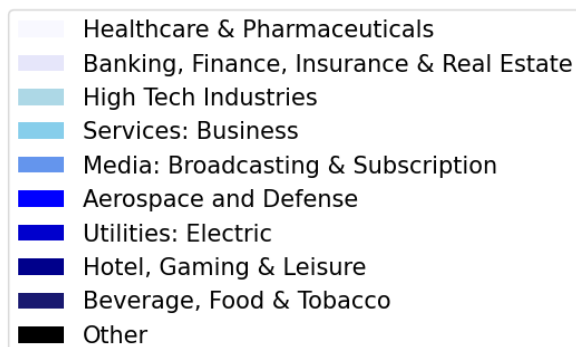 Healthcare & Pharmaceuticals
Banking, Finance, Insurance & Real Estate
High Tech Industries
Services: Business
Media: Broadcasting & Subscription
Aerospace and Defense
Utilities: Electric
Hotel, Gaming & Leisure
Beverage, Food & Tobacco
Other